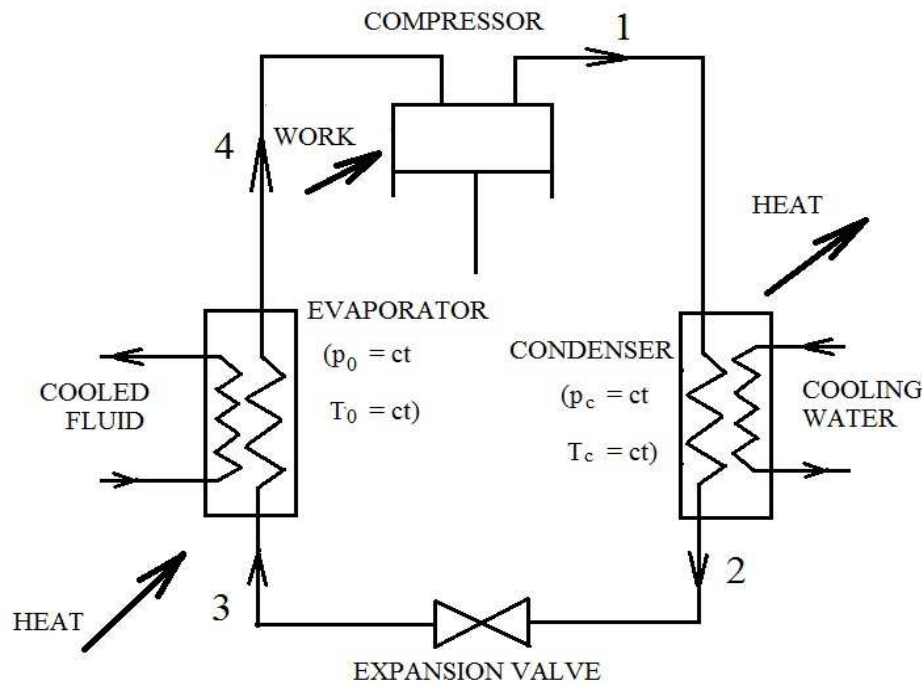 COMPRESSOR
1
4
WORK
HEAT
EVAPORATOR
(p0 = ct
T0 = ct)
CONDENSER
(pc = ct
Tc = ct)
COOLED
FLUID
COOLING
WATER
2
3
HEAT
EXPANSION VALVE